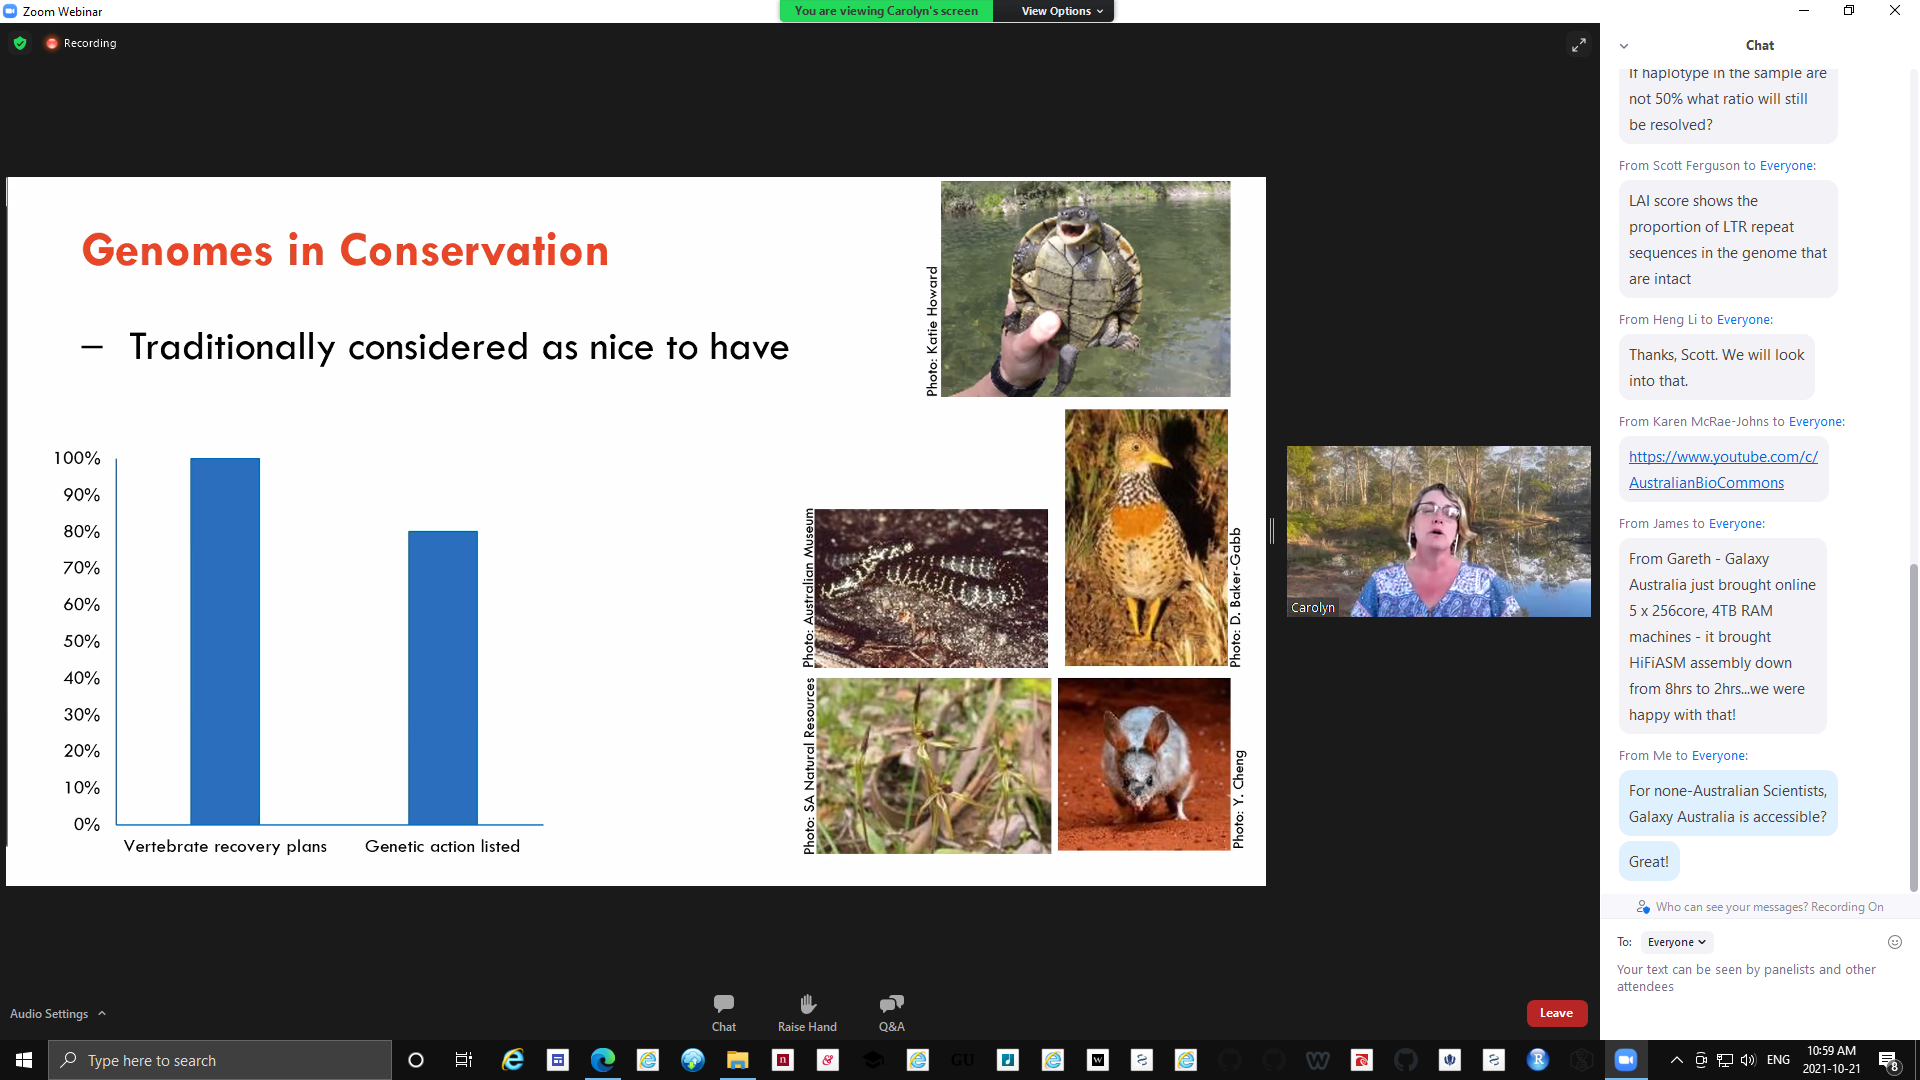 Zoom Webinar
You are viewing Carolyn's screen
View Options
Recording
Genomes in Conservation
– Traditionally considered as nice to have
100%
90%
80%
70%
60%
50%
40%
30%
20%
10%
0%
Vertebrate recovery plans
Genetic action listed
Photo: Katie Howard
Photo: Australian Museum
Photo: D. Baker-Gabb
Photo: SA Natural Resources
Photo: Y. Cheng
Carolyn
Chat
If haplotype in the sample are
not 50% what ratio will still
be resolved?
From Scott Ferguson to Everyone:
LAI score shows the
proportion of LTR repeat
sequences in the genome that
are intact
From Heng Li to Everyone:
Thanks, Scott. We will look
into that.
From Karen McRae-Johns to Everyone:
https://www.youtube.com/c/
AustralianBioCommons
From James to Everyone:
From Gareth - Galaxy
Australia just brought online
5 x 256core, 4TB RAM
machines - it brought
HiFiASM assembly down
from 8hrs to 2hrs...we were
happy with that!
From Me to Everyone:
For none-Australian Scientists,
Galaxy Australia is accessible?
Great!
Who can see your messages? Recording On
To: Everyone
Your text can be seen by panelists and other
attendees
Audio Settings
Chat
Raise Hand
Q&A
Leave
Type here to search
GU
ENG
10:59 AM
2021-10-21
8